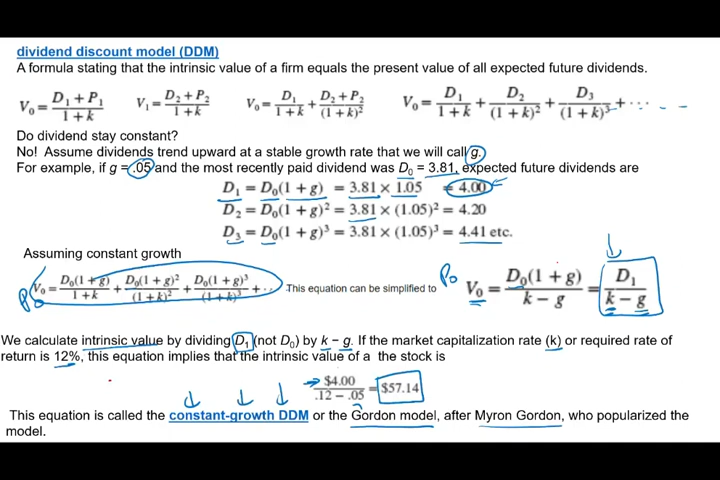 dividend discount model (DDM)
A formula stating that the intrinsic value of a firm equals the present value of all expected future dividends.
V₀ = (D₁ + P₁)/(1 + k) V₁ = (D₂ + P₂)/(1 + k) V₀ = D₁/(1 + k) + (D₂ + P₂)/(1 + k)² V₀ = D₁/(1 + k) + D₂/(1 + k)² + D₃/(1 + k)³ + ···
Do dividend stay constant?
No! Assume dividends trend upward at a stable growth rate that we will call g.
For example, if g = .05 and the most recently paid dividend was D₀ = 3.81, expected future dividends are
D₁ = D₀(1 + g) = 3.81 × 1.05 = 4.00
D₂ = D₀(1 + g)² = 3.81 × (1.05)² = 4.20
D₃ = D₀(1 + g)³ = 3.81 × (1.05)³ = 4.41 etc.
Assuming constant growth
P₀ V₀ = D₀(1 + g)/(1 + k) + D₀(1 + g)²/(1 + k)² + D₀(1 + g)³/(1 + k)³ + ··· This equation can be simplified to P₀ V₀ = D₀(1 + g)/(k − g) = D₁/(k − g)
We calculate intrinsic value by dividing D₁ (not D₀) by k − g. If the market capitalization rate (k) or required rate of
return is 12%, this equation implies that the intrinsic value of a the stock is
$4.00/(.12 − .05) = $57.14
This equation is called the constant-growth DDM or the Gordon model, after Myron Gordon, who popularized the
model.